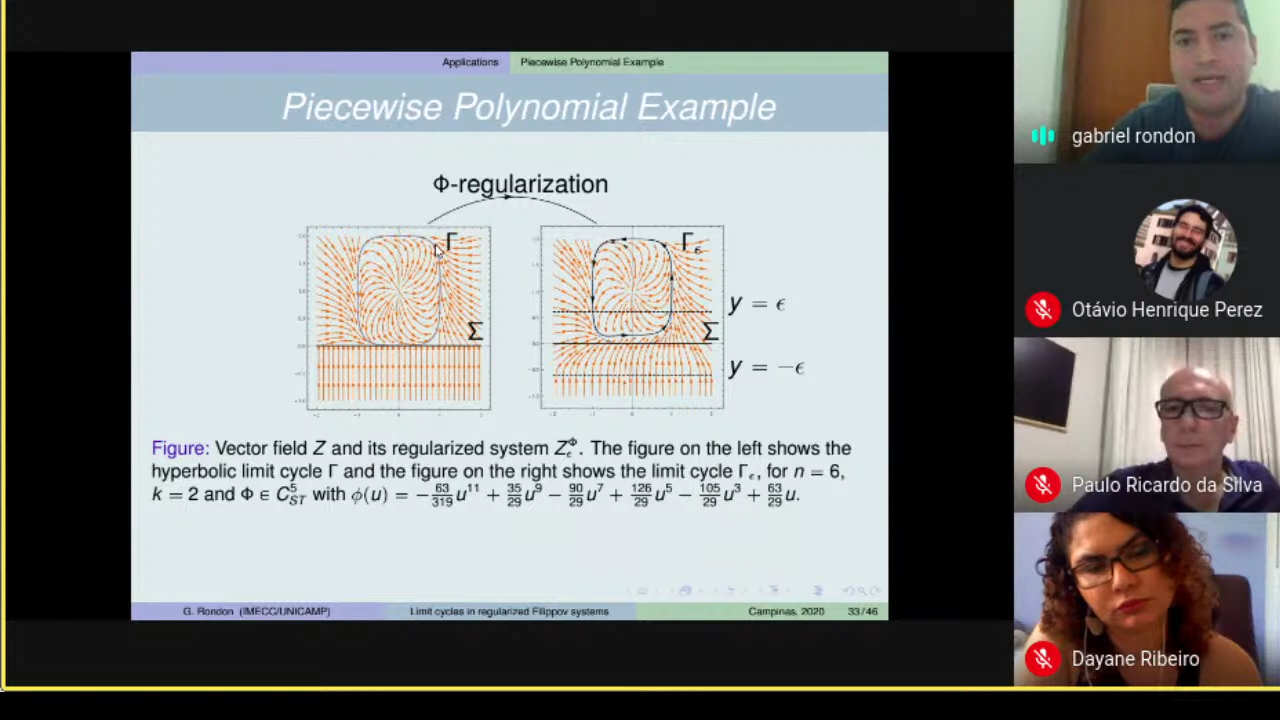 Applications Piecewise Polynomial Example
Piecewise Polynomial Example
Φ-regularization
Γ
Σ
Γϵ
y = ϵ
Σ
y = −ϵ
Figure: Vector field Z and its regularized system Z_ϵ^Φ. The figure on the left shows the
hyperbolic limit cycle Γ and the figure on the right shows the limit cycle Γϵ, for n = 6,
k = 2 and Φ ∈ C_ST^5 with ϕ(u) = −63/319 u^11 + 35/29 u^9 − 90/29 u^7 + 126/29 u^5 − 105/29 u^3 + 63/29 u.
G. Rondon (IMECC/UNICAMP) Limit cycles in regularized Filippov systems Campinas, 2020 33/46
gabriel rondon
Otávio Henrique Perez
Paulo Ricardo da Silva
Dayane Ribeiro